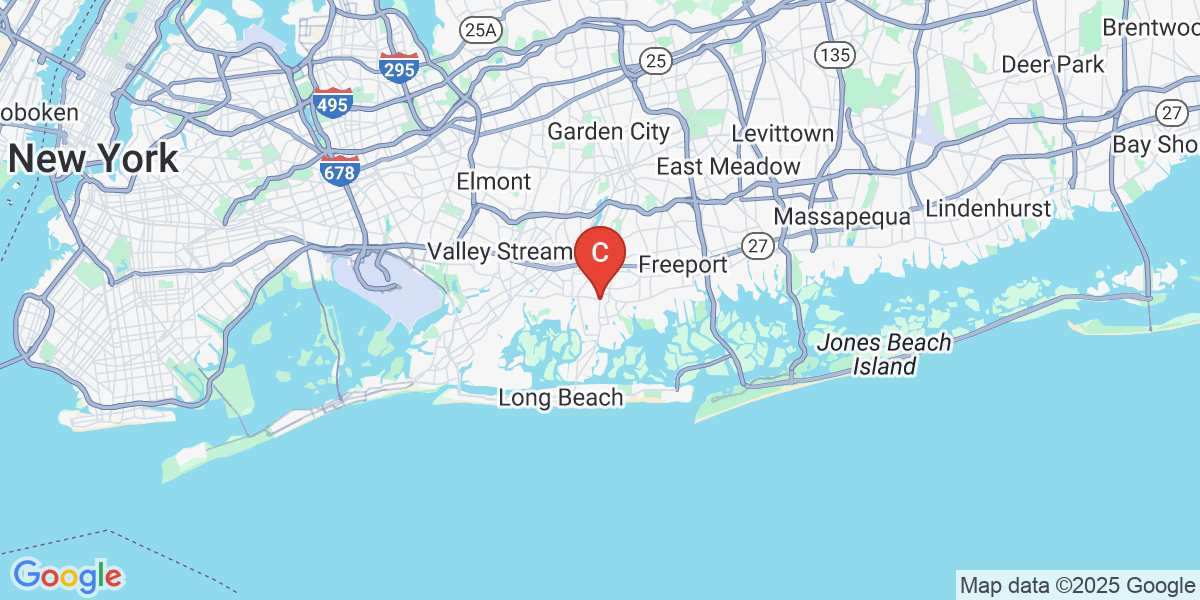 25A
Brentwoo
25
135
Deer Park
295
495
27
oboken
Garden City
Levittown
Bay Sho
New York
678
East Meadow
Elmont
Massapequa
Lindenhurst
Valley Stream
C
27
Freeport
Jones Beach
Island
Long Beach
Google
Map data ©2025 Google